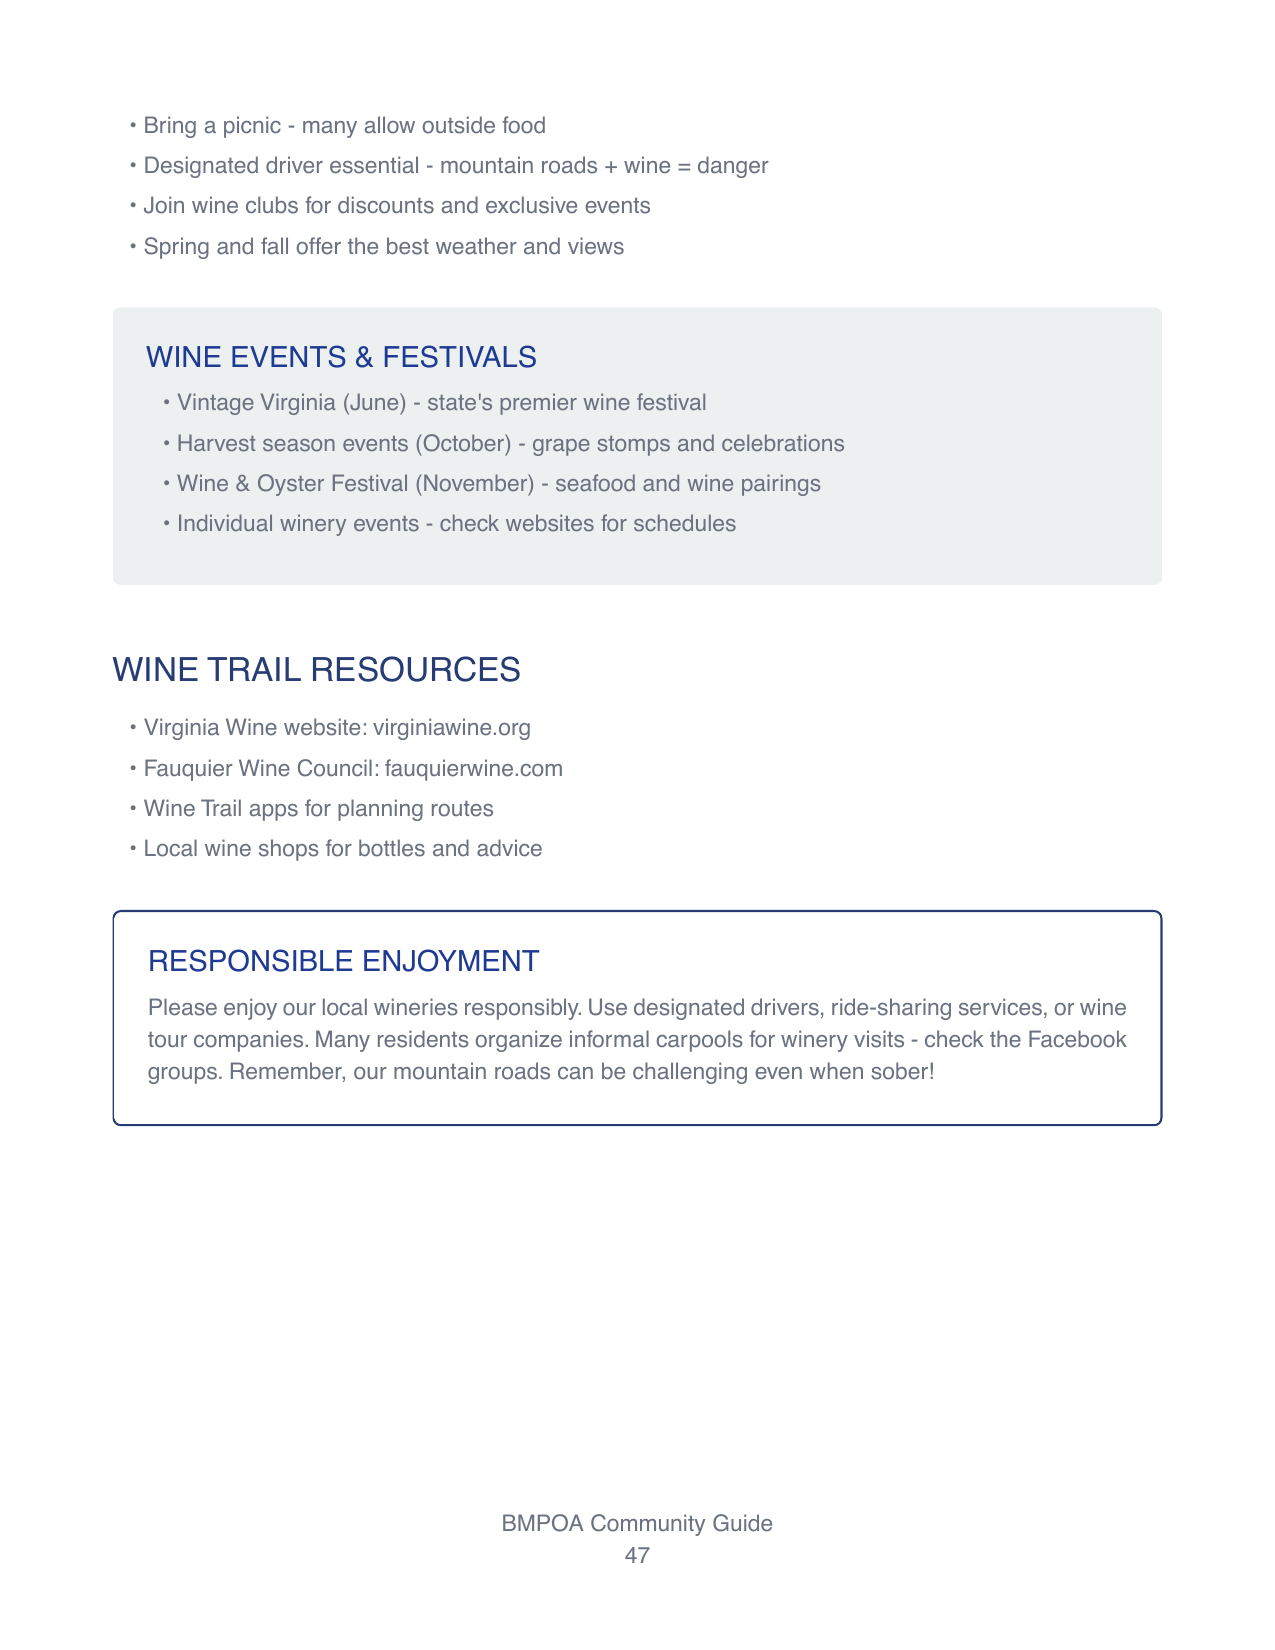 • Bring a picnic - many allow outside food
• Designated driver essential - mountain roads + wine = danger
• Join wine clubs for discounts and exclusive events
• Spring and fall offer the best weather and views
WINE EVENTS & FESTIVALS
• Vintage Virginia (June) - state's premier wine festival
• Harvest season events (October) - grape stomps and celebrations
• Wine & Oyster Festival (November) - seafood and wine pairings
• Individual winery events - check websites for schedules
WINE TRAIL RESOURCES
• Virginia Wine website: virginiawine.org
• Fauquier Wine Council: fauquierwine.com
• Wine Trail apps for planning routes
• Local wine shops for bottles and advice
RESPONSIBLE ENJOYMENT
Please enjoy our local wineries responsibly. Use designated drivers, ride-sharing services, or wine
tour companies. Many residents organize informal carpools for winery visits - check the Facebook
groups. Remember, our mountain roads can be challenging even when sober!
BMPOA Community Guide
47